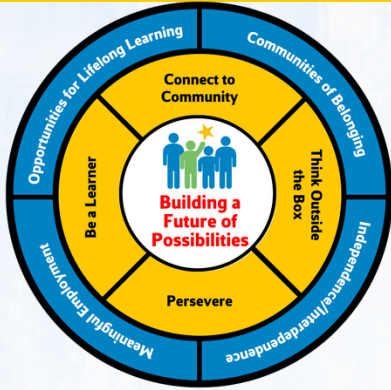 Opportunities for Lifelong Learning
Communities of Belonging
Connect to
Community
Be a Learner
Think Outside
the Box
Building a
Future of
Possibilities
Persevere
Meaningful Employment
Independence/Interdependence